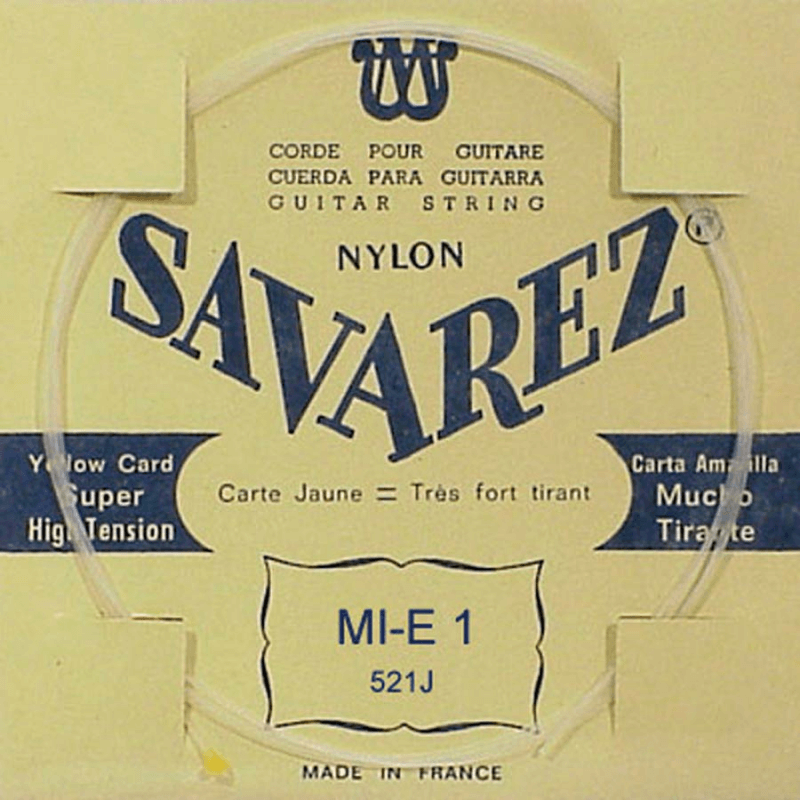 CORDE POUR GUITARE
CUERDA PARA GUITARRA
GUITAR STRING
NYLON
SAVAREZ®
Yellow Card
Super
High Tension
Carte Jaune = Très fort tirant
Carta Amarilla
Mucho
Tirante
MI-E 1
521J
MADE IN FRANCE